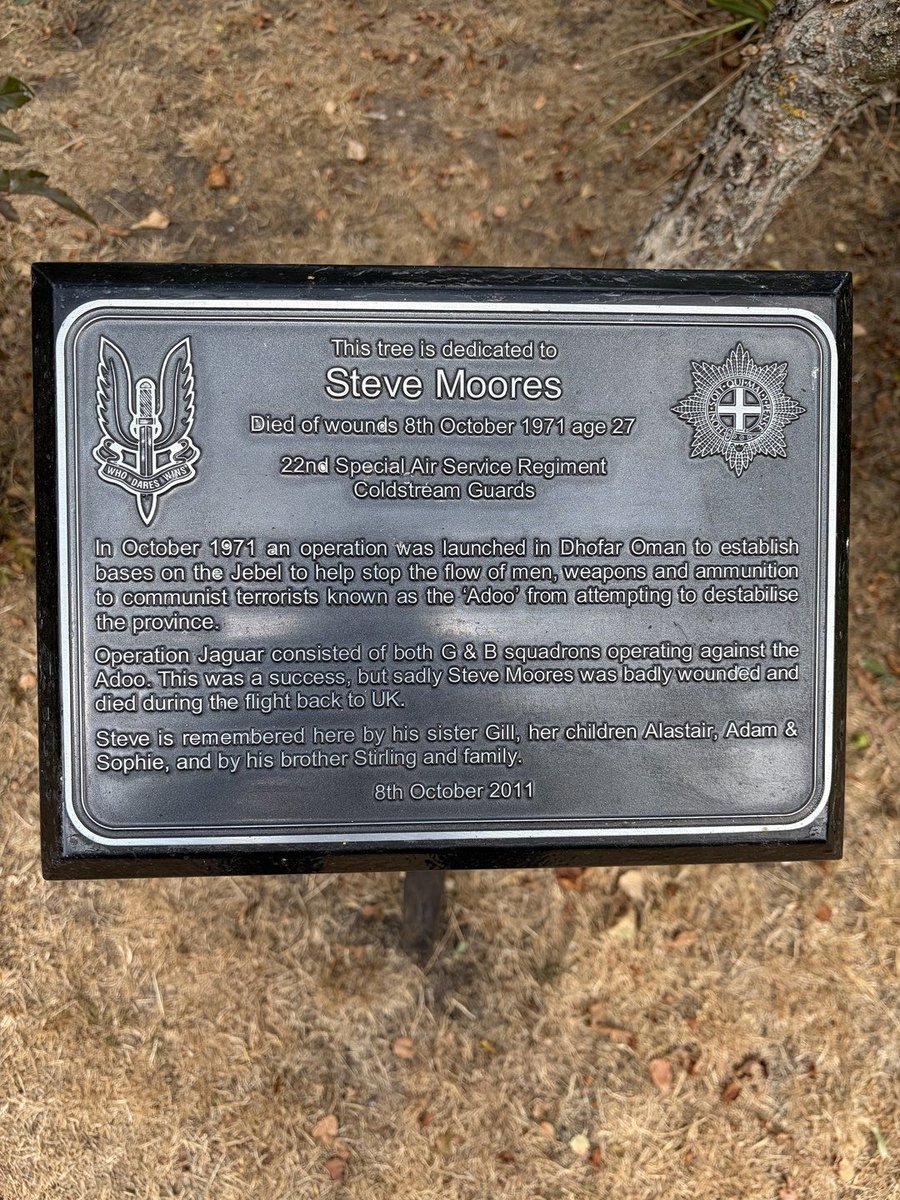 This tree is dedicated to
Steve Moores
Died of wounds 8th October 1971 age 27
22nd Special Air Service Regiment
Coldstream Guards
WHO DARES WINS
HONI·SOIT·QUI·MAL·Y·PENSE
In October 1971 an operation was launched in Dhofar Oman to establish
bases on the Jebel to help stop the flow of men, weapons and ammunition
to communist terrorists known as the 'Adoo' from attempting to destabilise
the province.
Operation Jaguar consisted of both G & B squadrons operating against the
Adoo. This was a success, but sadly Steve Moores was badly wounded and
died during the flight back to UK.
Steve is remembered here by his sister Gill, her children Alastair, Adam &
Sophie, and by his brother Stirling and family.
8th October 2011